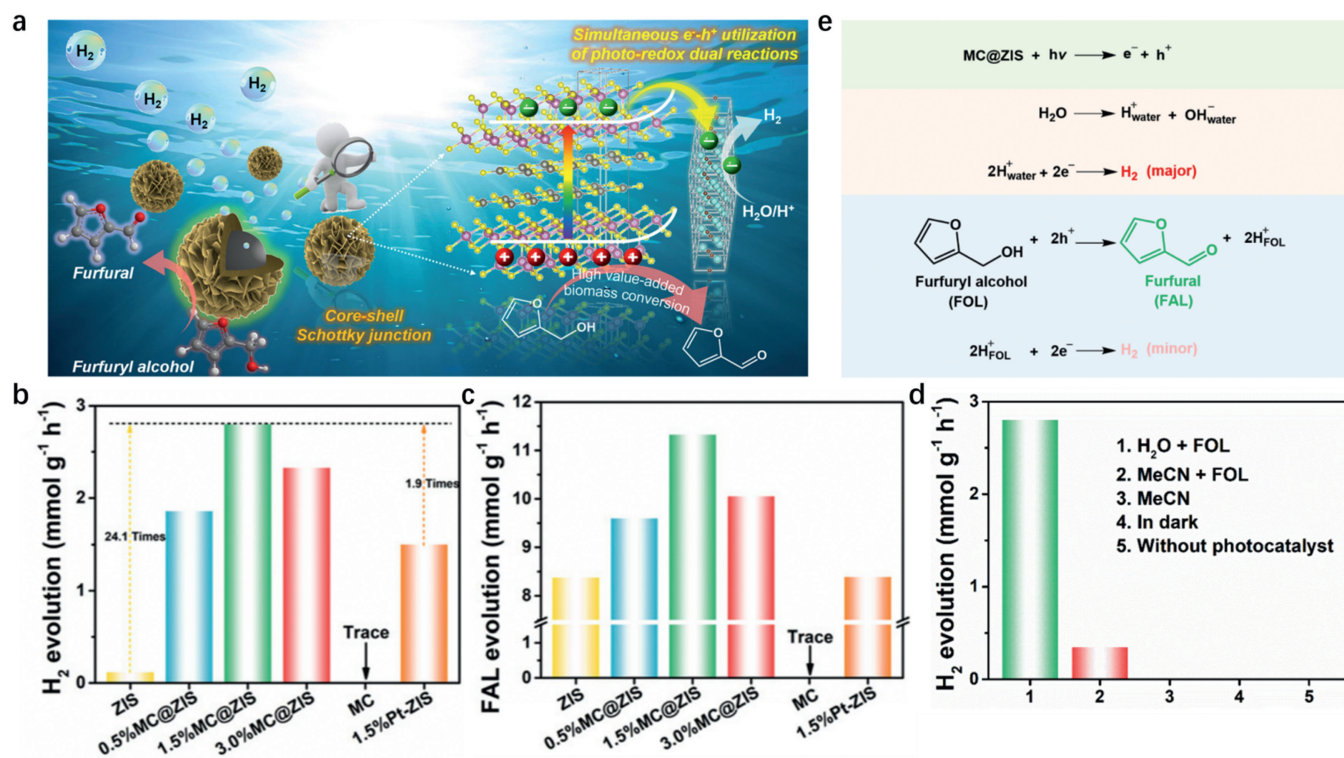 a
Simultaneous e⁻-h⁺ utilization
of photo-redox dual reactions
H₂
H₂
H₂
H₂
H₂
H₂O/H⁺
Furfural
High value-added
biomass conversion
Core-shell
Schottky junction
O
OH
O
O
Furfuryl alcohol
e
MC@ZIS + hν → e⁻ + h⁺
H₂O → H⁺water + OH⁻water
2H⁺water + 2e⁻ → H₂ (major)
O
OH
+ 2h⁺ →
O
O
+ 2H⁺FOL
Furfuryl alcohol
(FOL)
Furfural
(FAL)
2H⁺FOL + 2e⁻ → H₂ (minor)
b
H₂ evolution (mmol g⁻¹ h⁻¹)
3
2
1
0
24.1 Times
1.9 Times
Trace
ZIS
0.5%MC@ZIS
1.5%MC@ZIS
3.0%MC@ZIS
MC
1.5%Pt-ZIS
c
FAL evolution (mmol g⁻¹ h⁻¹)
12
11
10
9
8
1
0
Trace
ZIS
0.5%MC@ZIS
1.5%MC@ZIS
3.0%MC@ZIS
MC
1.5%Pt-ZIS
d
H₂ evolution (mmol g⁻¹ h⁻¹)
3
2
1
0
1. H₂O + FOL
2. MeCN + FOL
3. MeCN
4. In dark
5. Without photocatalyst
1 2 3 4 5